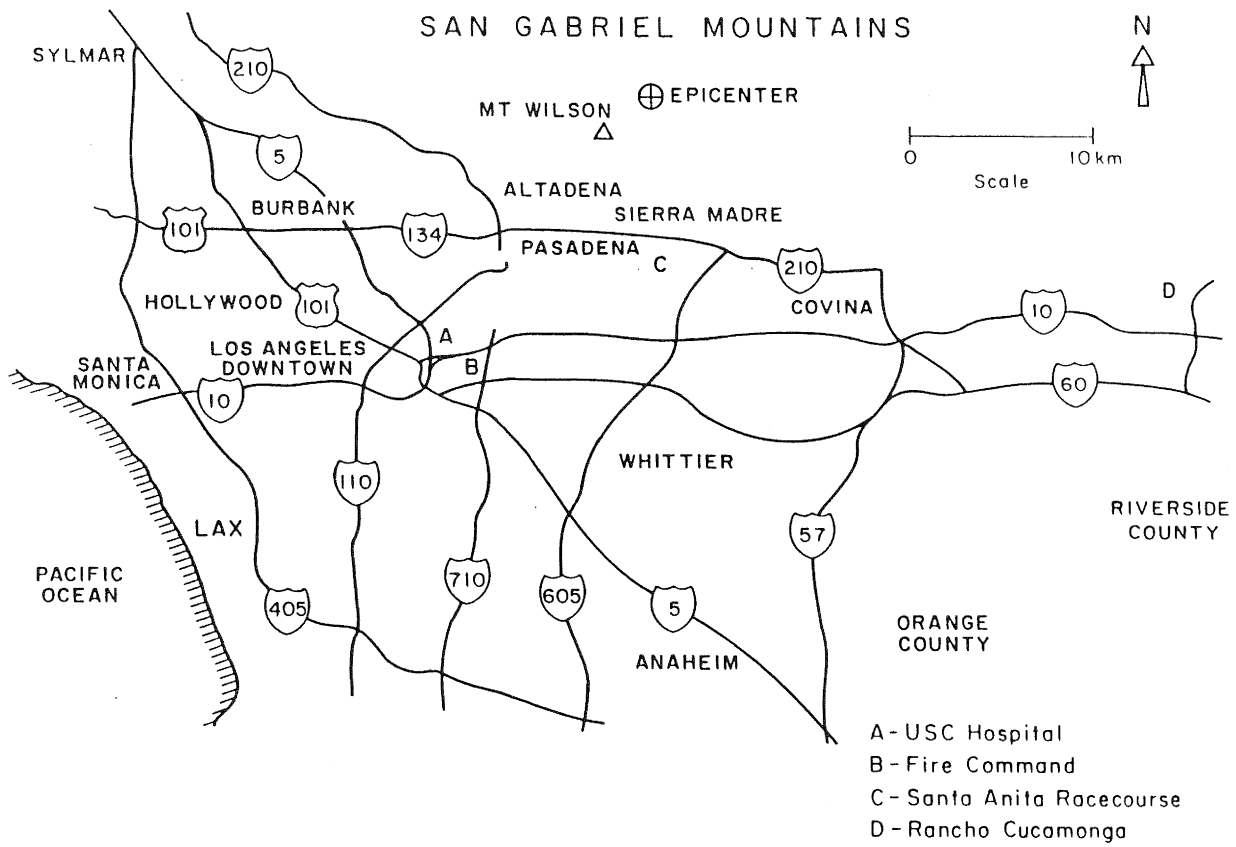 SAN GABRIEL MOUNTAINS
N
SYLMAR
210
MT WILSON
EPICENTER
0 10 km
Scale
5
ALTADENA
BURBANK
SIERRA MADRE
101
134
PASADENA
C
210
HOLLYWOOD
101
COVINA
10
D
A
LOS ANGELES
DOWNTOWN
B
SANTA
MONICA
10
60
WHITTIER
110
57
RIVERSIDE
COUNTY
LAX
PACIFIC
OCEAN
405
710
605
5
ORANGE
COUNTY
ANAHEIM
A - USC Hospital
B - Fire Command
C - Santa Anita Racecourse
D - Rancho Cucamonga